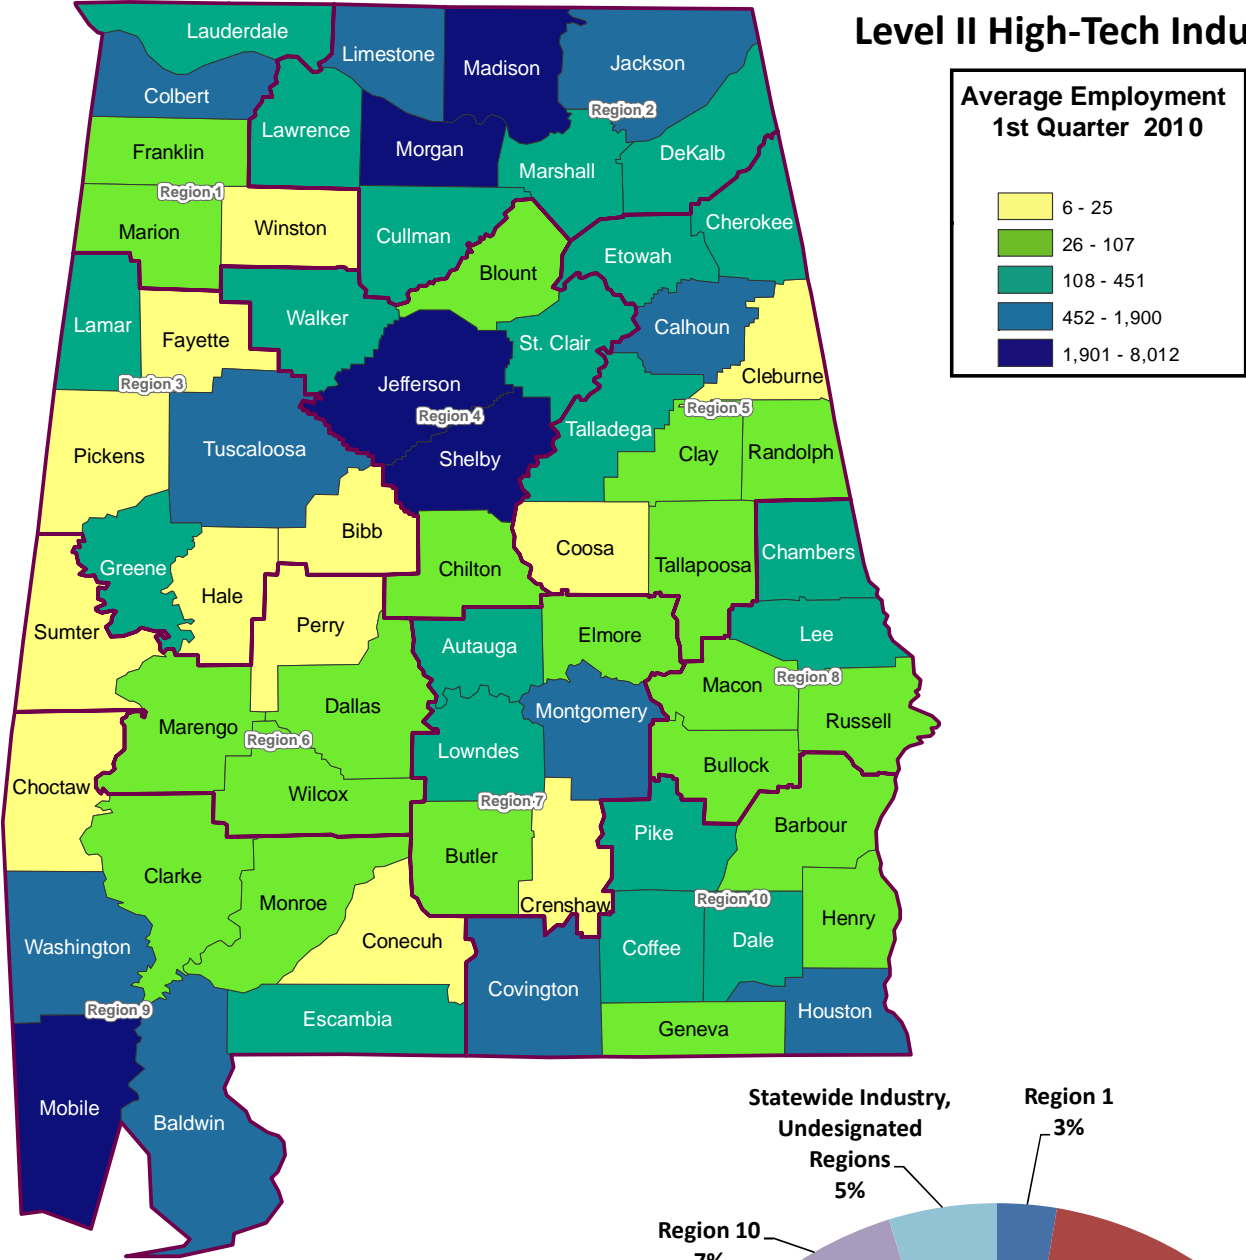 Level II High-Tech Indu
Average Employment
1st Quarter 2010
6 - 25
26 - 107
108 - 451
452 - 1,900
1,901 - 8,012
Lauderdale
Limestone
Madison
Jackson
Colbert
Region 2
Lawrence
Franklin
Morgan
Marshall
DeKalb
Region 1
Marion
Winston
Cullman
Cherokee
Etowah
Blount
Lamar
Walker
Calhoun
Fayette
St. Clair
Region 3
Jefferson
Cleburne
Region 4
Region 5
Pickens
Tuscaloosa
Talladega
Shelby
Clay
Randolph
Bibb
Greene
Coosa
Chambers
Chilton
Tallapoosa
Hale
Sumter
Perry
Autauga
Elmore
Lee
Macon
Region 8
Marengo
Dallas
Montgomery
Russell
Region 6
Lowndes
Bullock
Choctaw
Wilcox
Region 7
Pike
Barbour
Clarke
Butler
Monroe
Crenshaw
Region 10
Henry
Washington
Conecuh
Coffee
Dale
Region 9
Covington
Escambia
Geneva
Houston
Mobile
Baldwin
Statewide Industry,
Undesignated
Regions
5%
Region 1
3%
Region 10
7%